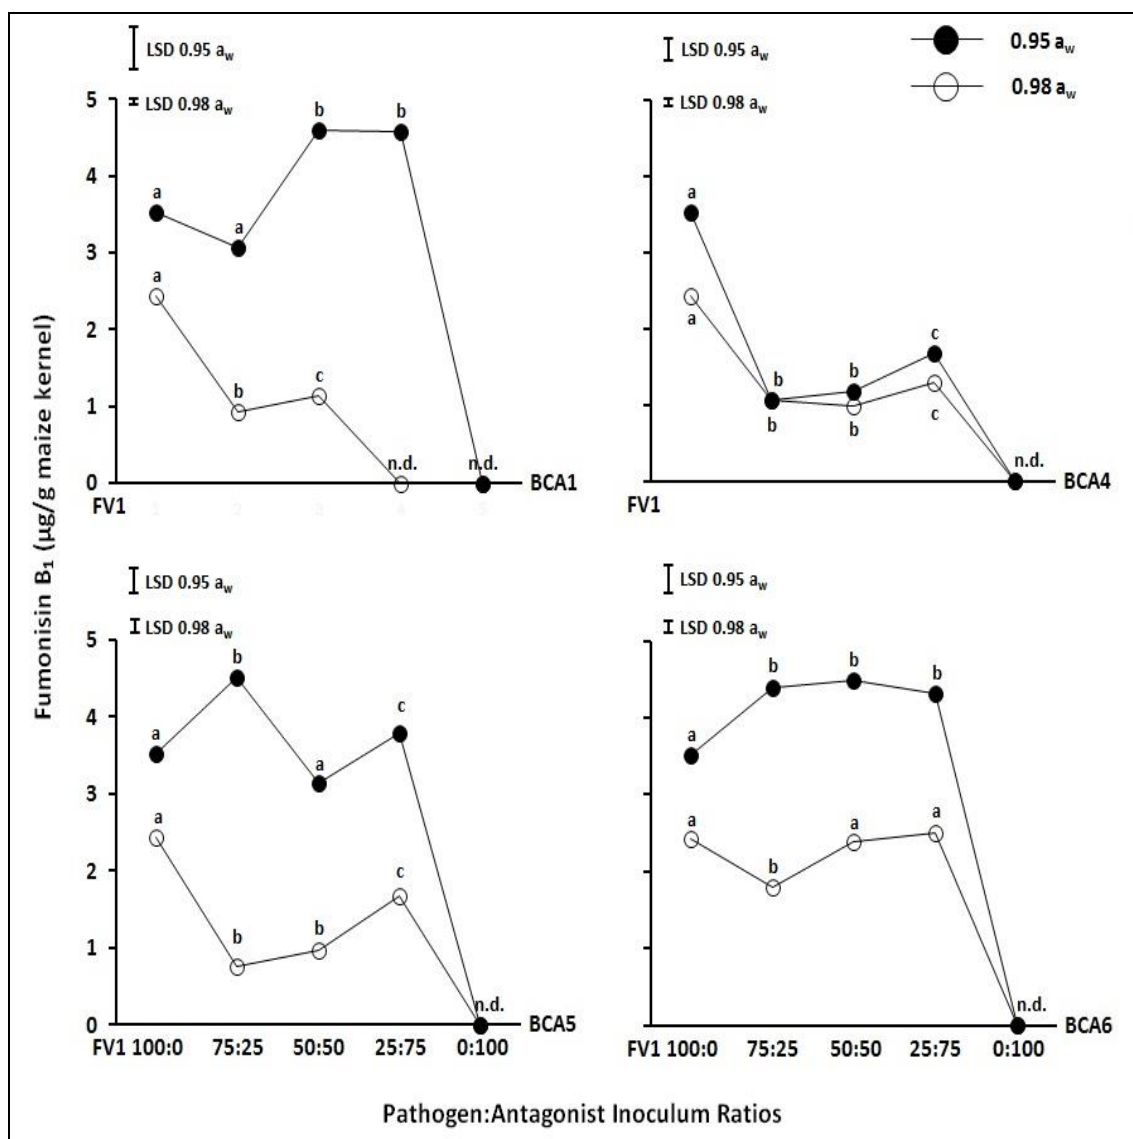 LSD 0.95 aw
LSD 0.98 aw
0.95 aw
0.98 aw
LSD 0.95 aw
LSD 0.98 aw
Fumonisin B1 (µg/g maize kernel)
5
4
3
2
1
0
a
a
b
b
a
b
c
n.d.
n.d.
FV1
BCA1
1
2
3
4
5
a
a
b
b
b
b
c
c
n.d.
FV1
BCA4
LSD 0.95 aw
LSD 0.98 aw
5
4
3
2
1
0
a
b
a
c
a
b
b
c
n.d.
BCA5
FV1 100:0 75:25 50:50 25:75 0:100
LSD 0.95 aw
LSD 0.98 aw
a
b
b
b
a
b
a
a
n.d.
BCA6
FV1 100:0 75:25 50:50 25:75 0:100
Pathogen:Antagonist Inoculum Ratios